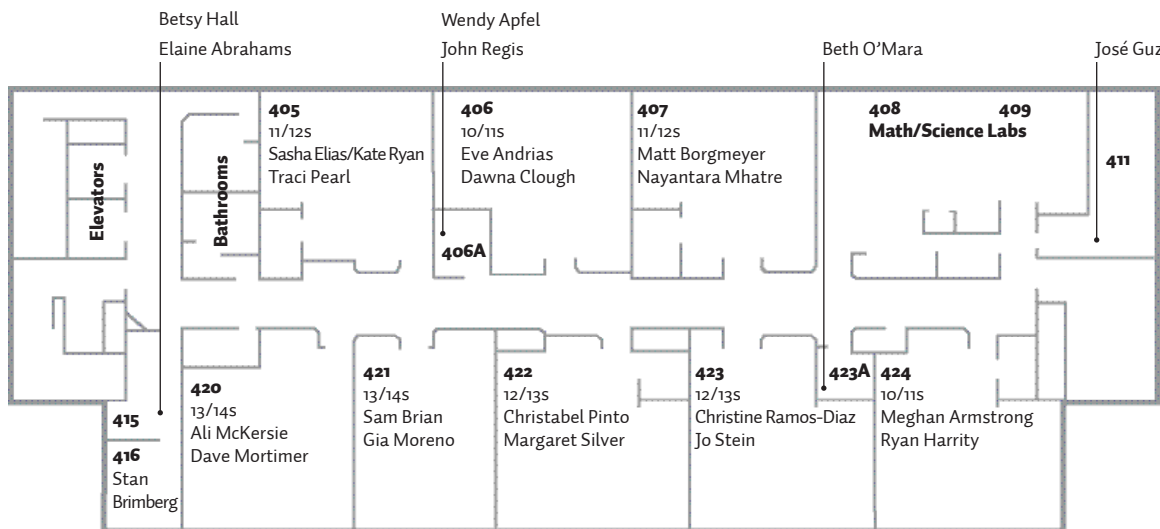 Betsy Hall
Elaine Abrahams
Wendy Apfel
John Regis
Beth O’Mara
José Guz
Elevators
Bathrooms
405
11/12s
Sasha Elias/Kate Ryan
Traci Pearl
406A
406
10/11s
Eve Andrias
Dawna Clough
407
11/12s
Matt Borgmeyer
Nayantara Mhatre
408 409
Math/Science Labs
411
415
416
Stan
Brimberg
420
13/14s
Ali McKersie
Dave Mortimer
421
13/14s
Sam Brian
Gia Moreno
422
12/13s
Christabel Pinto
Margaret Silver
423
12/13s
Christine Ramos-Diaz
Jo Stein
423A
424
10/11s
Meghan Armstrong
Ryan Harrity